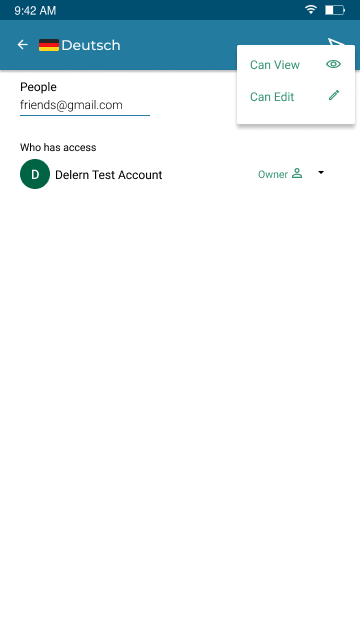 9:42 AM
Deutsch
Can View
Can Edit
People
friends@gmail.com
Who has access
D
Delern Test Account
Owner